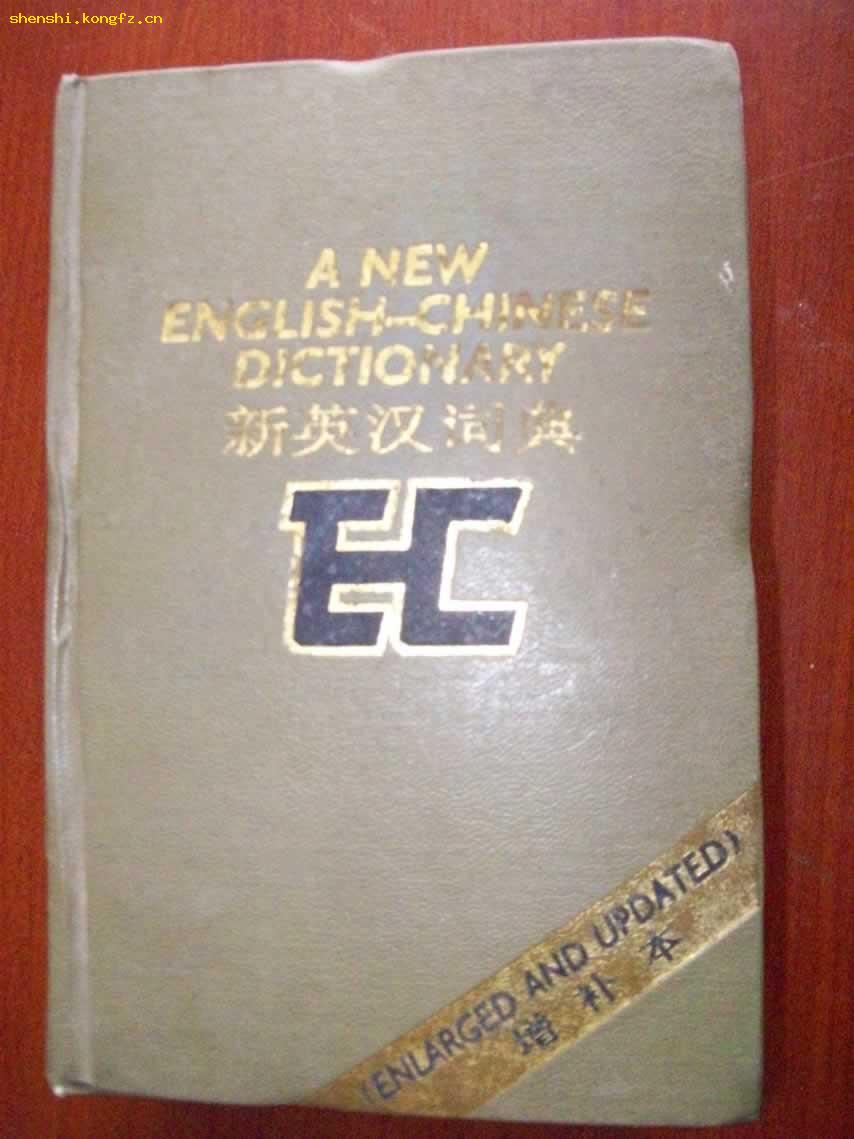 shenshi.kongfz.cn
A NEW
ENGLISH-CHINESE
DICTIONARY
新英汉词典
EC
(ENLARGED AND UPDATED)
增补本